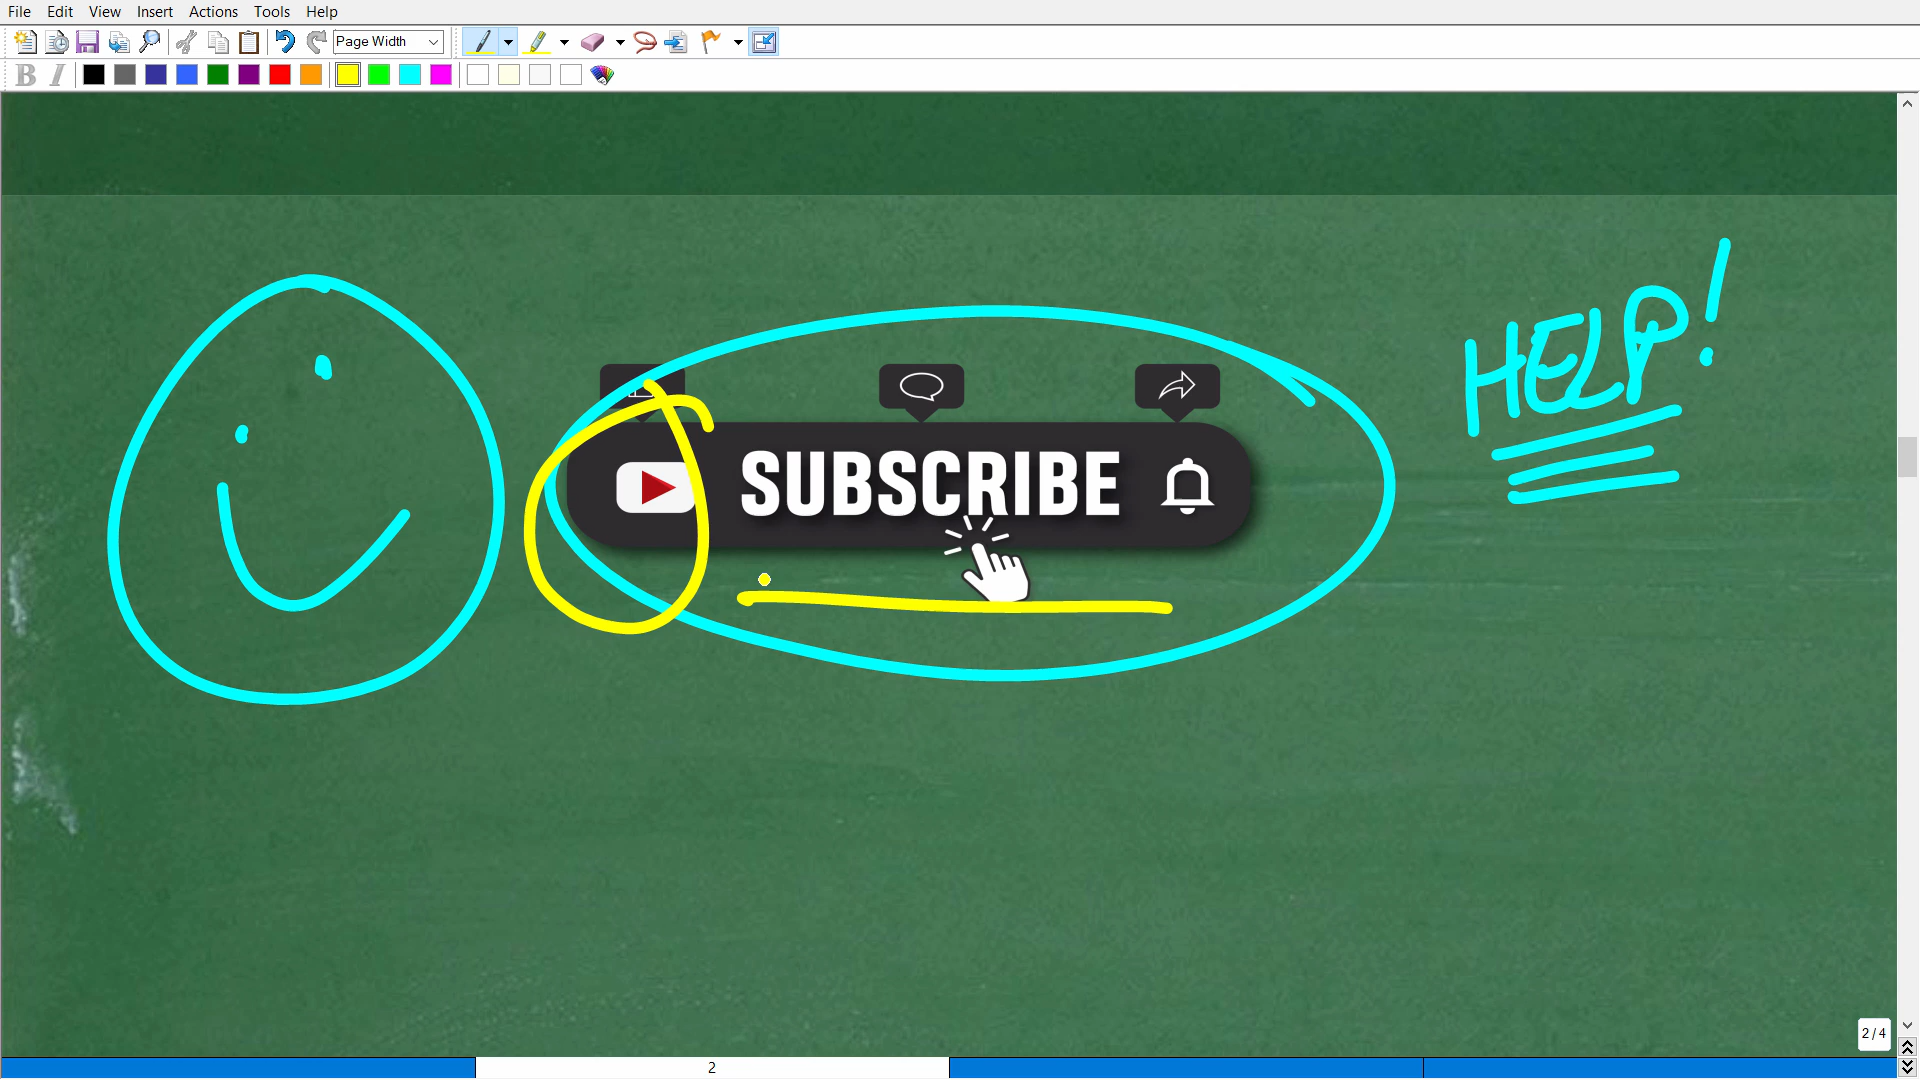 File Edit View Insert Actions Tools Help
Page Width
B I
HELP!
SUBSCRIBE
2 / 4
2